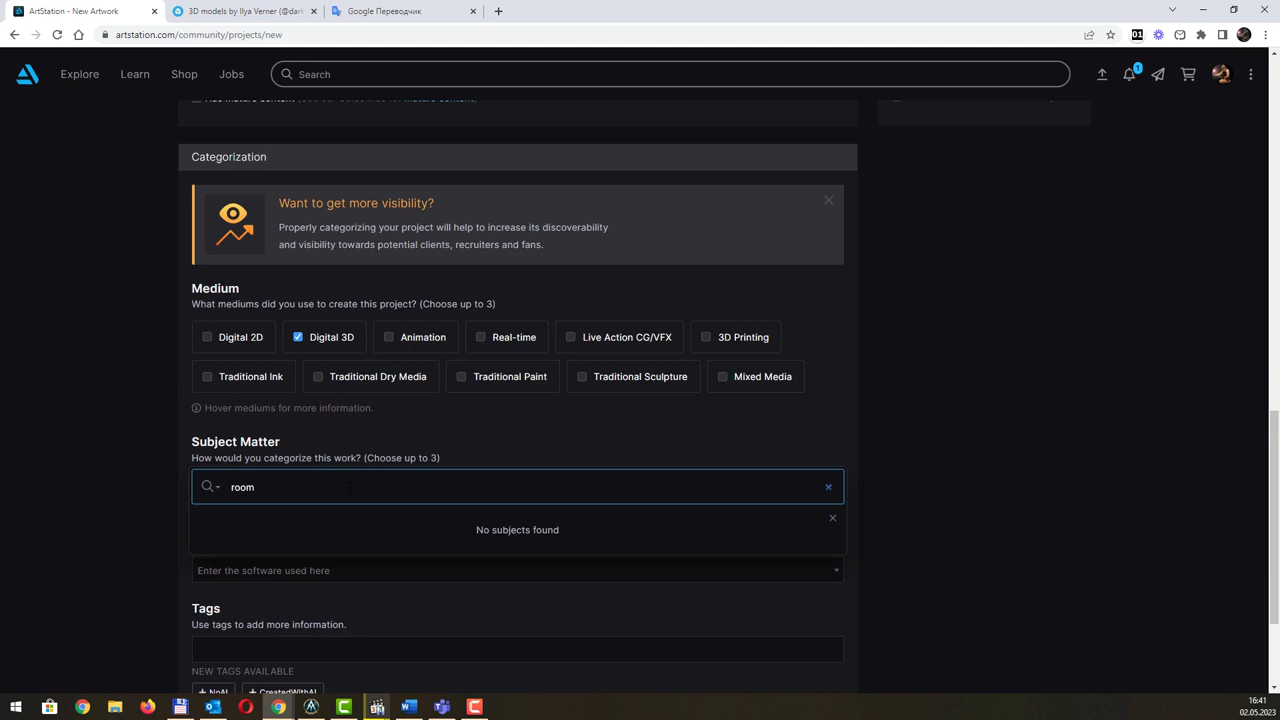 ArtStation - New Artwork
3D models by Ilya Verner (@dark
Google Переводчик
artstation.com/community/projects/new
01
Explore
Learn
Shop
Jobs
Search
1
Categorization
Want to get more visibility?
Properly categorizing your project will help to increase its discoverability
and visibility towards potential clients, recruiters and fans.
Medium
What mediums did you use to create this project? (Choose up to 3)
Digital 2D
Digital 3D
Animation
Real-time
Live Action CG/VFX
3D Printing
Traditional Ink
Traditional Dry Media
Traditional Paint
Traditional Sculpture
Mixed Media
Hover mediums for more information.
Subject Matter
How would you categorize this work? (Choose up to 3)
room
No subjects found
Enter the software used here
Tags
Use tags to add more information.
NEW TAGS AVAILABLE
+ NoAI
+ CreatedWithAI
16:41
02.05.2023